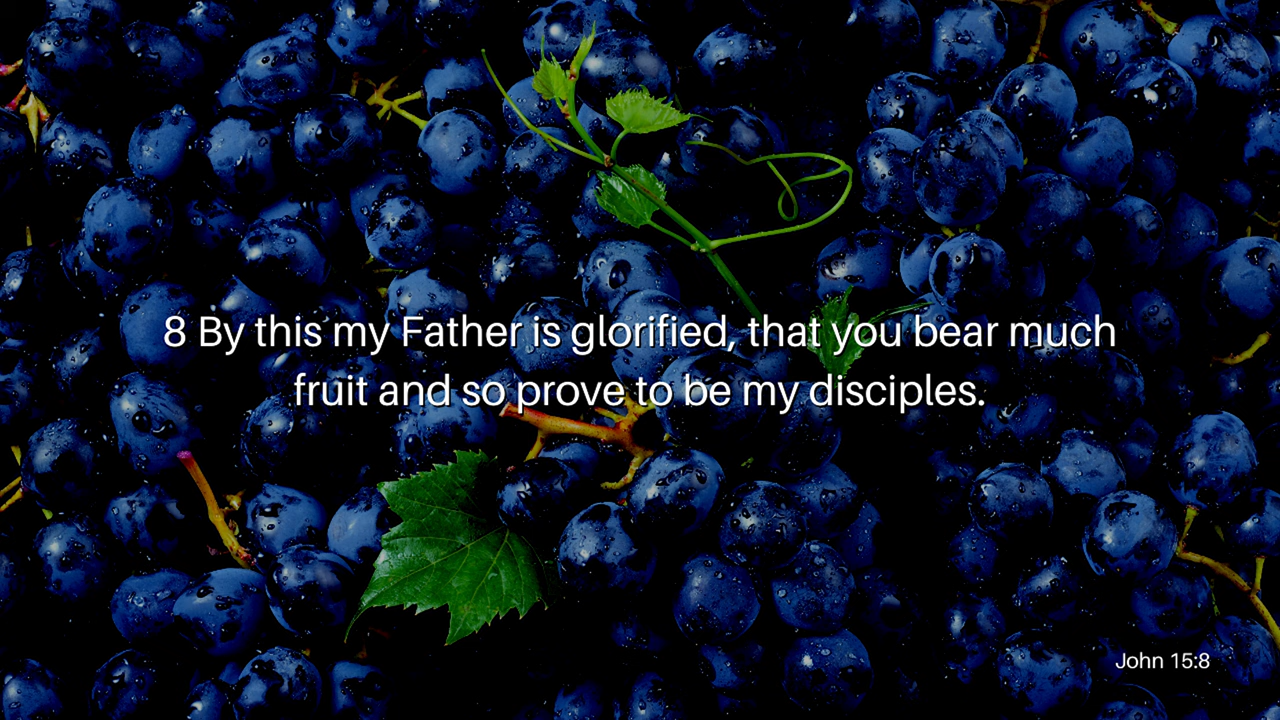 8 By this my Father is glorified, that you bear much
fruit and so prove to be my disciples.
John 15:8